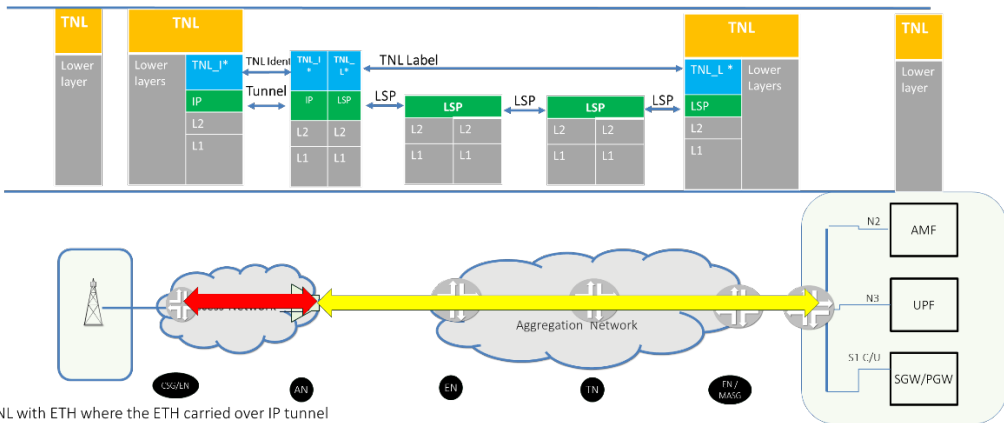 TNL
TNL
TNL
TNL
Lower
layer
Lower
layers
TNL_I*
TNL Ident
TNL_I
*
TNL_
L*
TNL Label
TNL_L *
Lower
Layers
Lower
layer
IP
Tunnel
IP
LSP
LSP
LSP
LSP
LSP
LSP
LSP
L2
L1
L2
L2
L1
L1
L2
L2
L1
L1
L2
L2
L1
L1
L2
L1
N2
AMF
N3
UPF
S1 C/U
SGW/PGW
Aggregation Network
CSG/EN
AN
EN
TN
EN /
MASG
NL with ETH where the ETH carried over IP tunnel